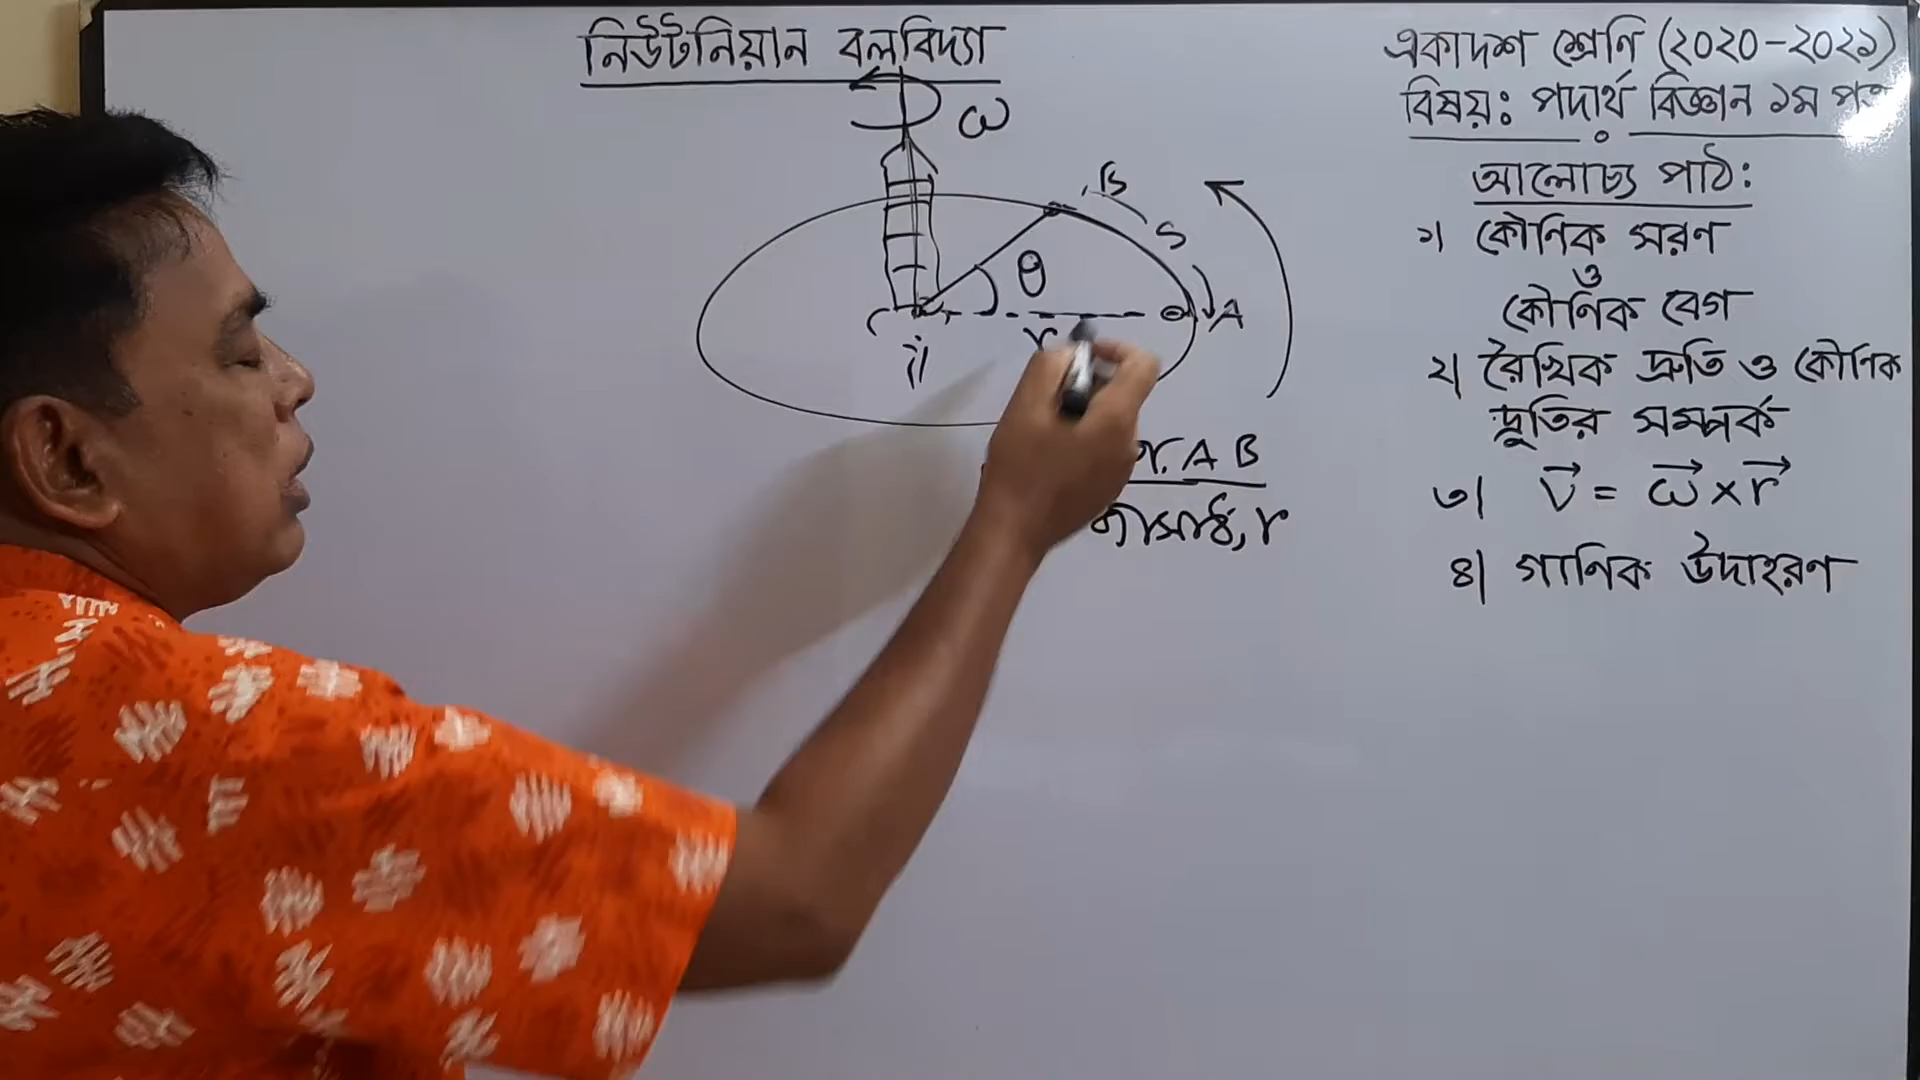 নিউটনিয়ান বলবিদ্যা
ω
B
S
θ
A
r
r. A B
ব্যাসার্ধ, r
একাদশ শ্রেণি (২০২০-২০২১)
বিষয়ঃ পদার্থ বিজ্ঞান ১ম
আলোচ্য পাঠ:
১। কৌণিক সরণ
ও
কৌণিক বেগ
২। রৈখিক দ্রুতি ও কৌণিক
দ্রুতির সম্পর্ক
৩। v⃗ = ω⃗ × r⃗
৪। গাণিক উদাহরণ